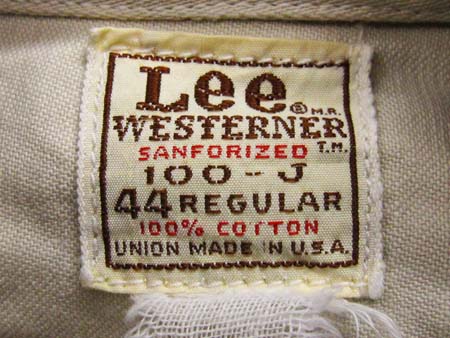 Lee ® M.R.
WESTERNER T.M.
SANFORIZED
100-J
44 REGULAR
100% COTTON
UNION MADE IN U.S.A.